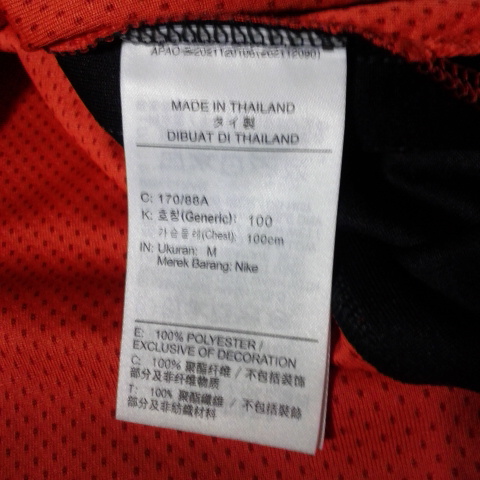 MADE IN THAILAND
タイ製
DIBUAT DI THAILAND
C: 170/88A
K: 호칭(Generic): 100
가슴둘레(Chest): 100cm
IN: Ukuran: M
Merek Barang: Nike
E: 100% POLYESTER /
EXCLUSIVE OF DECORATION
C: 100% 聚酯纤维 / 不包括装饰
部分及非纤维物质
T: 100% 聚酯纖維 / 不包括裝飾
部分及非紡織材料